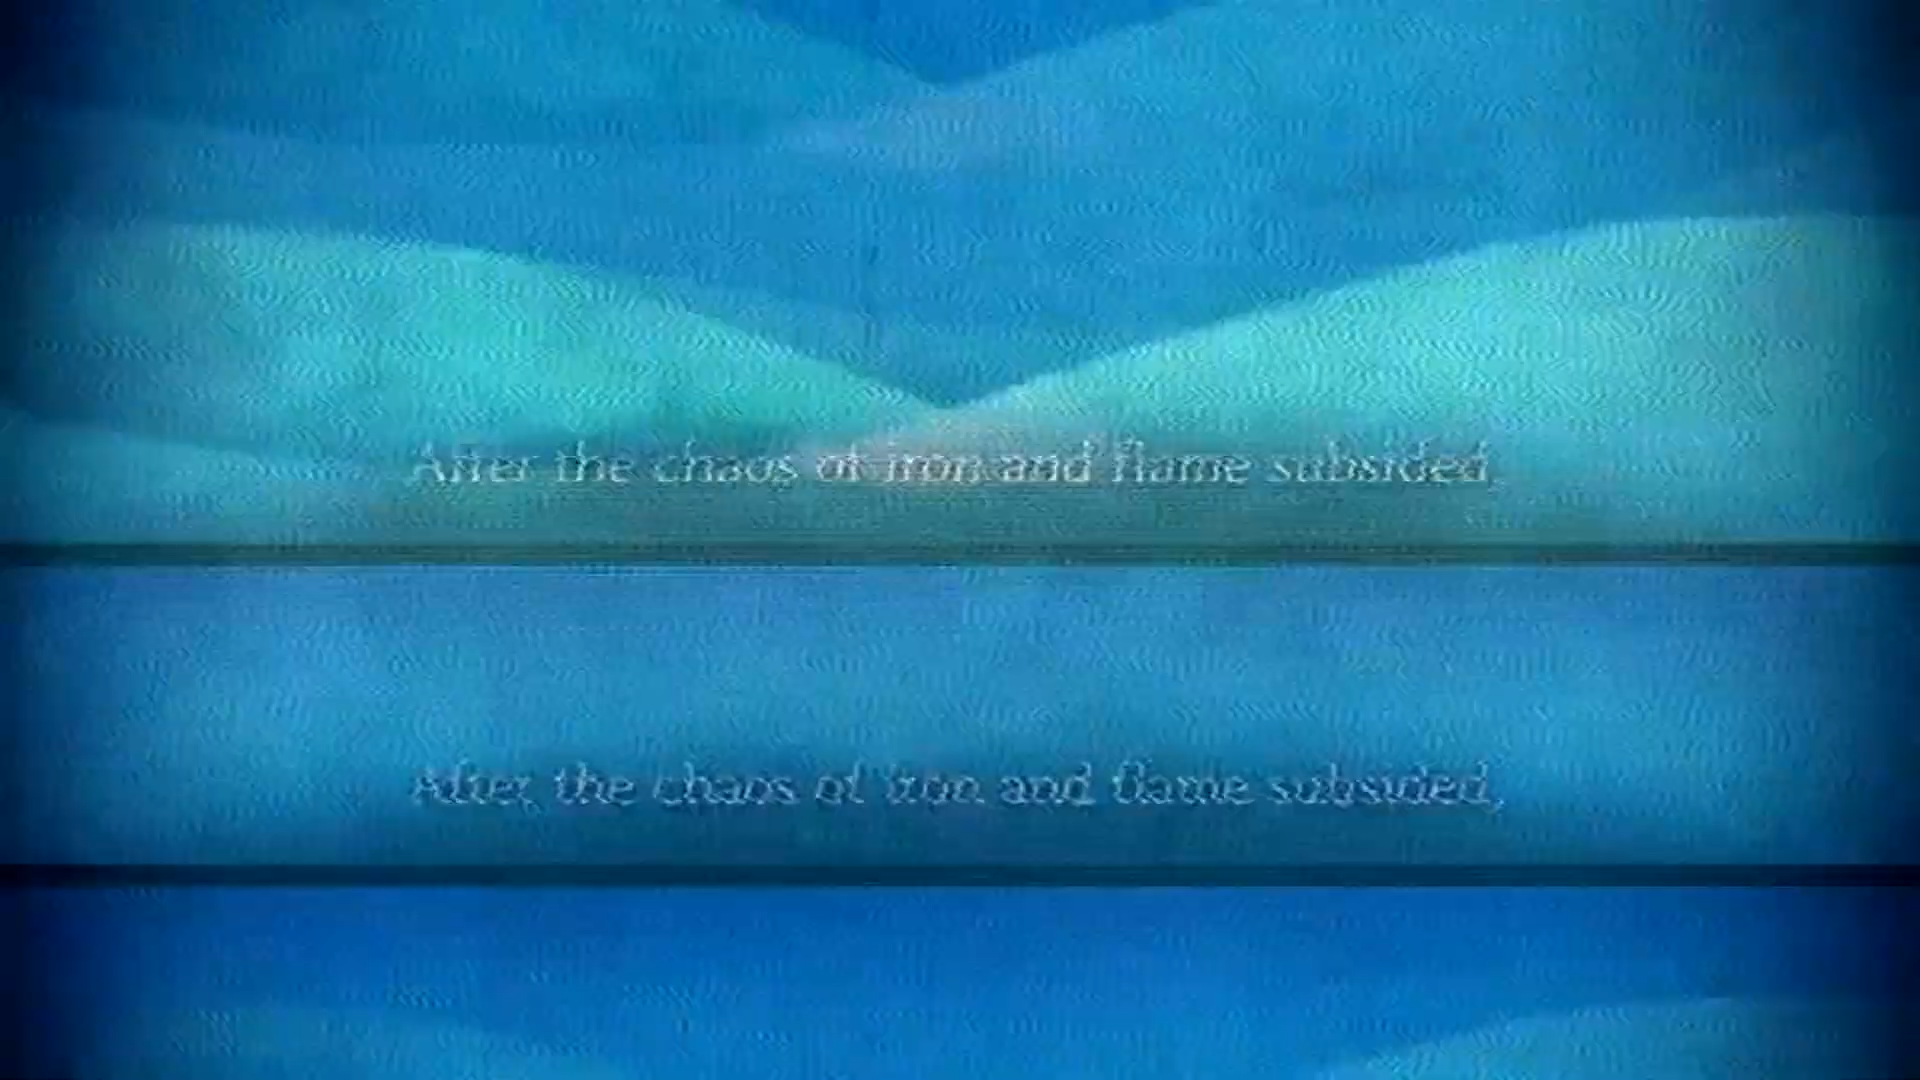 After the chaos of iron and flame subsided,
After the chaos of iron and flame subsided,